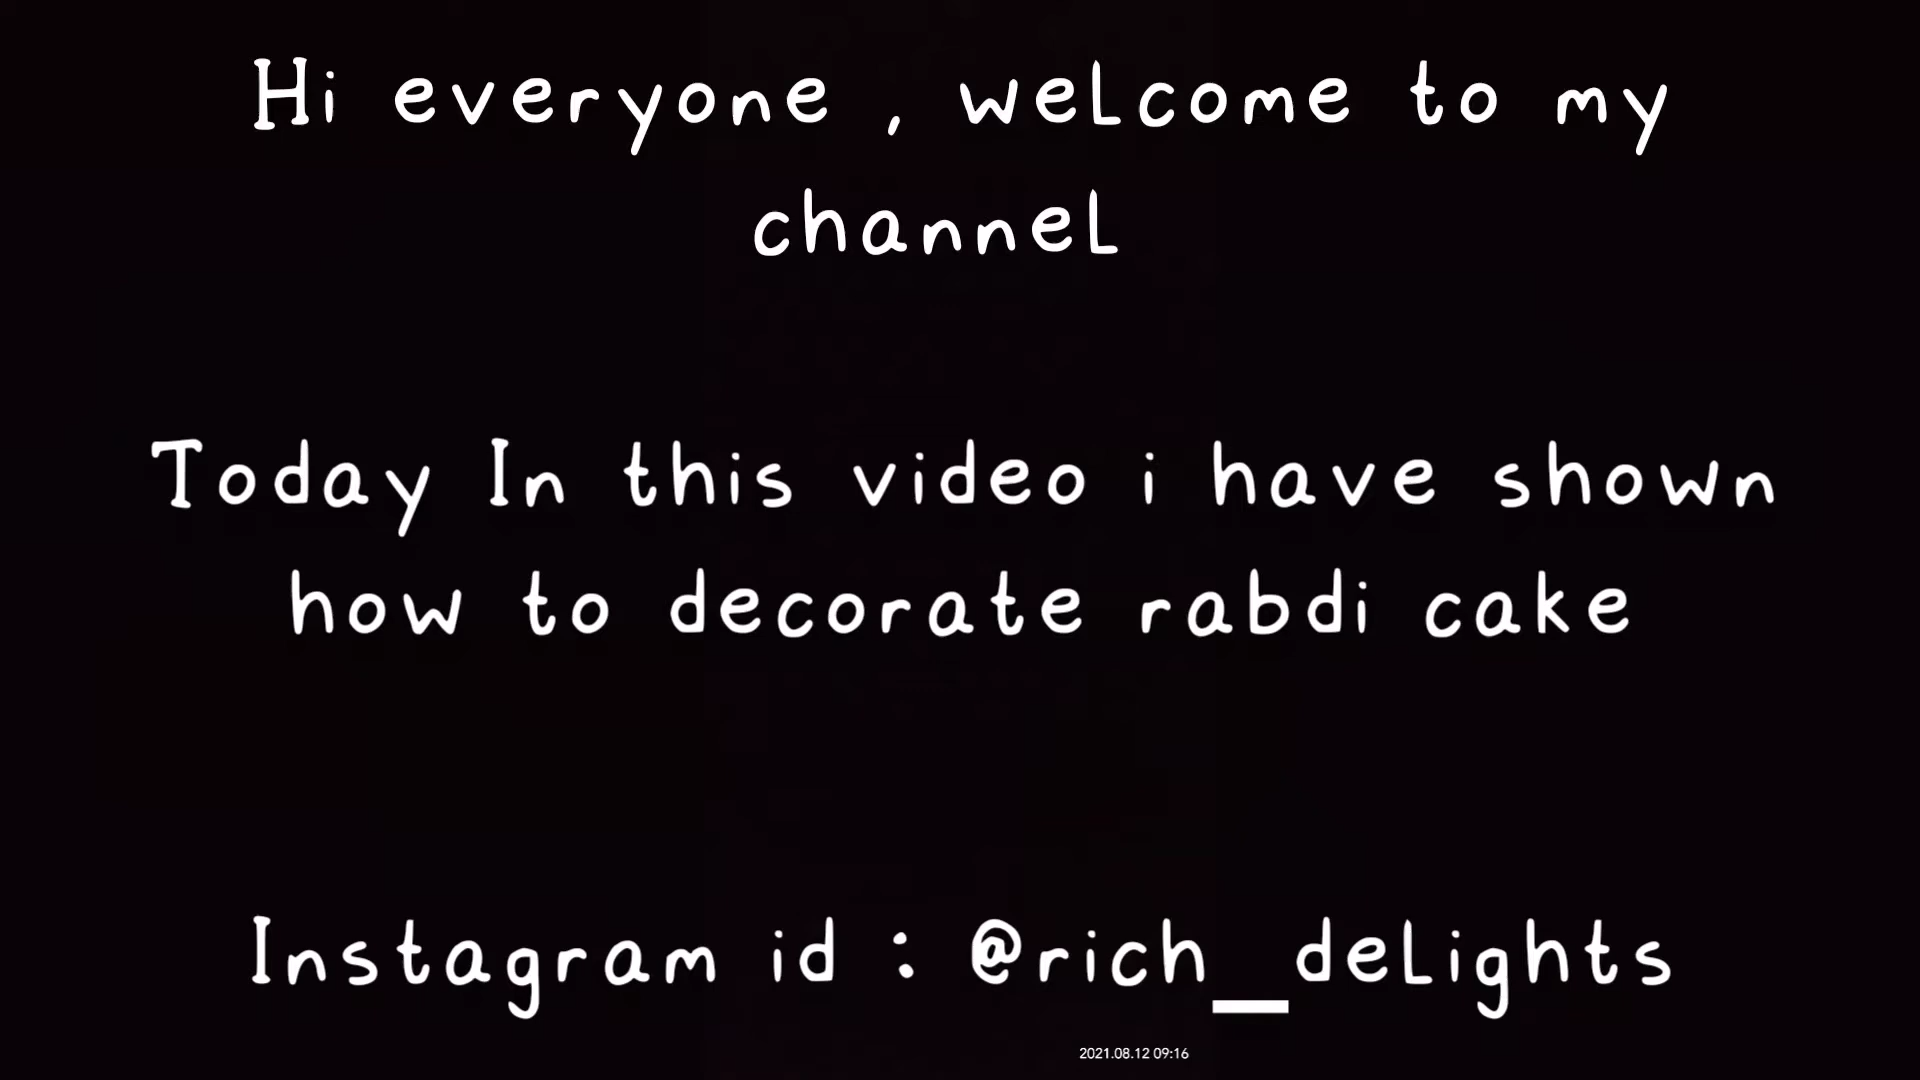 Hi everyone , welcome to my
channel
Today In this video i have shown
how to decorate rabdi cake
Instagram id : @rich_delights
2021.08.12 09:16